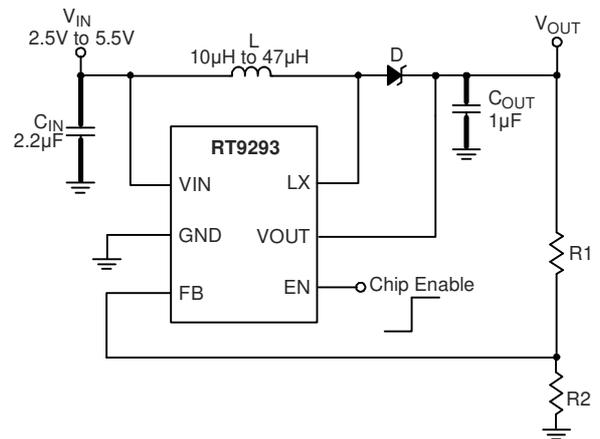 VIN
2.5V to 5.5V
L
10µH to 47µH
D
VOUT
CIN
2.2µF
COUT
1µF
RT9293
VIN
LX
GND
VOUT
FB
EN
Chip Enable
R1
R2